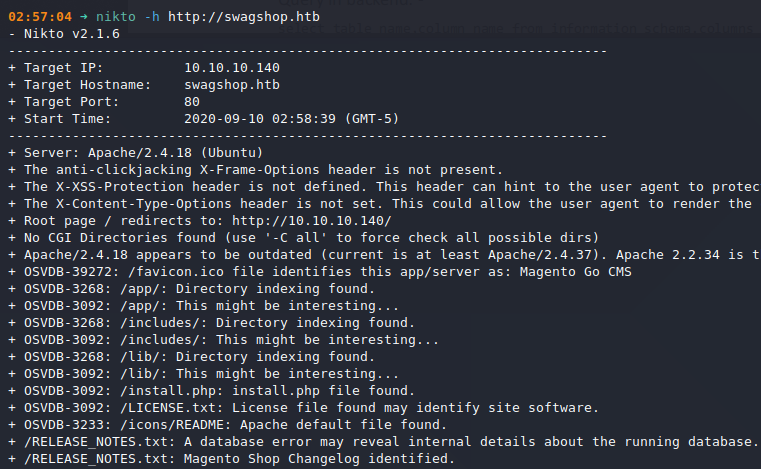 02:57:04 → nikto -h http://swagshop.htb
- Nikto v2.1.6
---------------------------------------------------------------------------
+ Target IP:          10.10.10.140
+ Target Hostname:    swagshop.htb
+ Target Port:        80
+ Start Time:         2020-09-10 02:58:39 (GMT-5)
---------------------------------------------------------------------------
+ Server: Apache/2.4.18 (Ubuntu)
+ The anti-clickjacking X-Frame-Options header is not present.
+ The X-XSS-Protection header is not defined. This header can hint to the user agent to protec
+ The X-Content-Type-Options header is not set. This could allow the user agent to render the
+ Root page / redirects to: http://10.10.10.140/
+ No CGI Directories found (use '-C all' to force check all possible dirs)
+ Apache/2.4.18 appears to be outdated (current is at least Apache/2.4.37). Apache 2.2.34 is t
+ OSVDB-39272: /favicon.ico file identifies this app/server as: Magento Go CMS
+ OSVDB-3268: /app/: Directory indexing found.
+ OSVDB-3092: /app/: This might be interesting...
+ OSVDB-3268: /includes/: Directory indexing found.
+ OSVDB-3092: /includes/: This might be interesting...
+ OSVDB-3268: /lib/: Directory indexing found.
+ OSVDB-3092: /lib/: This might be interesting...
+ OSVDB-3092: /install.php: install.php file found.
+ OSVDB-3092: /LICENSE.txt: License file found may identify site software.
+ OSVDB-3233: /icons/README: Apache default file found.
+ /RELEASE_NOTES.txt: A database error may reveal internal details about the running database.
+ /RELEASE_NOTES.txt: Magento Shop Changelog identified.